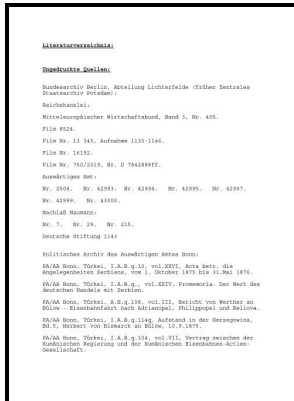 Literaturverzeichnis:
Ungedruckte Quellen:
Bundesarchiv Berlin, Abteilung Lichterfelde (früher Zentrales
Staatsarchiv Potsdam):
Reichskanzlei:
Mitteleuropäischer Wirtschaftsbund, Band 3, Nr. 405.
Film 8524.
Film Nr. 13 345, Aufnahme 1135-1146.
Film Nr. 16192.
Film Nr. 750/2019, Nr. D 784288ff.
Auswärtiges Amt:
Nr. 2504. Nr. 42993. Nr. 42994. Nr. 42995. Nr. 42997.
Nr. 42999. Nr. 43000.
Nachlaß Naumann:
Nr. 7. Nr. 29. Nr. 215.
Deutsche Stiftung 1143
Politisches Archiv des Auswärtigen Amtes Bonn:
PA/AA Bonn, Türkei, I.A.B.q.10, vol.XXVI, Acta betr. die
Angelegenheiten Serbiens, vom 1. Oktober 1875 bis 31.Mai 1876.
PA/AA Bonn, Türkei, I.A.B.q., vol.XXIV, Promemoria. Der Wert des
deutschen Handels mit Serbien.
PA/AA Bonn, Türkei, A.B.q.108, vol.III, Bericht von Werther an
Bülow - Eisenbahnfahrt nach Adrianopel, Philippopel und Bellova.
PA/AA Bonn, Türkei, I.A.B.q.114q. Aufstand in der Herzegowina,
Bd.5, Herbert von Bismarck an Bülow, 10.9.1875.
PA/AA Bonn, Türkei, I.A.B.q.104, vol. VII, Vertrag zwischen der
Rumänischen Regierung und der Rumänischen Eisenbahnen-Actien-
Gesellschaft.